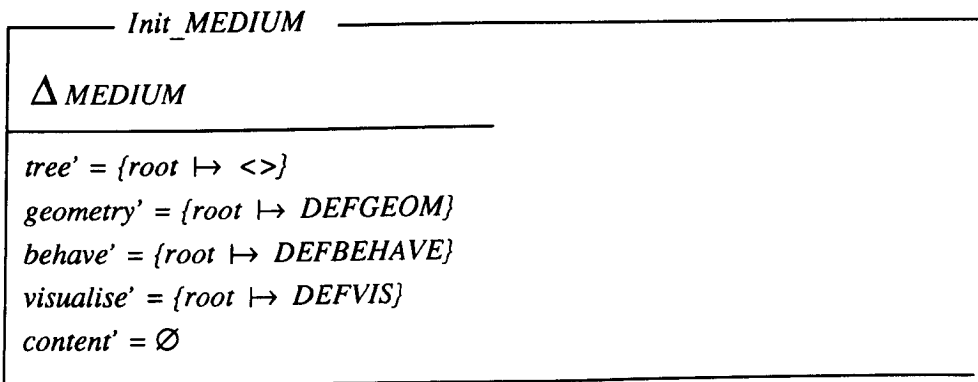 Init_MEDIUM
Δ MEDIUM
tree’ = {root ↦ <>}
geometry’ = {root ↦ DEFGEOM}
behave’ = {root ↦ DEFBEHAVE}
visualise’ = {root ↦ DEFVIS}
content’ = ∅